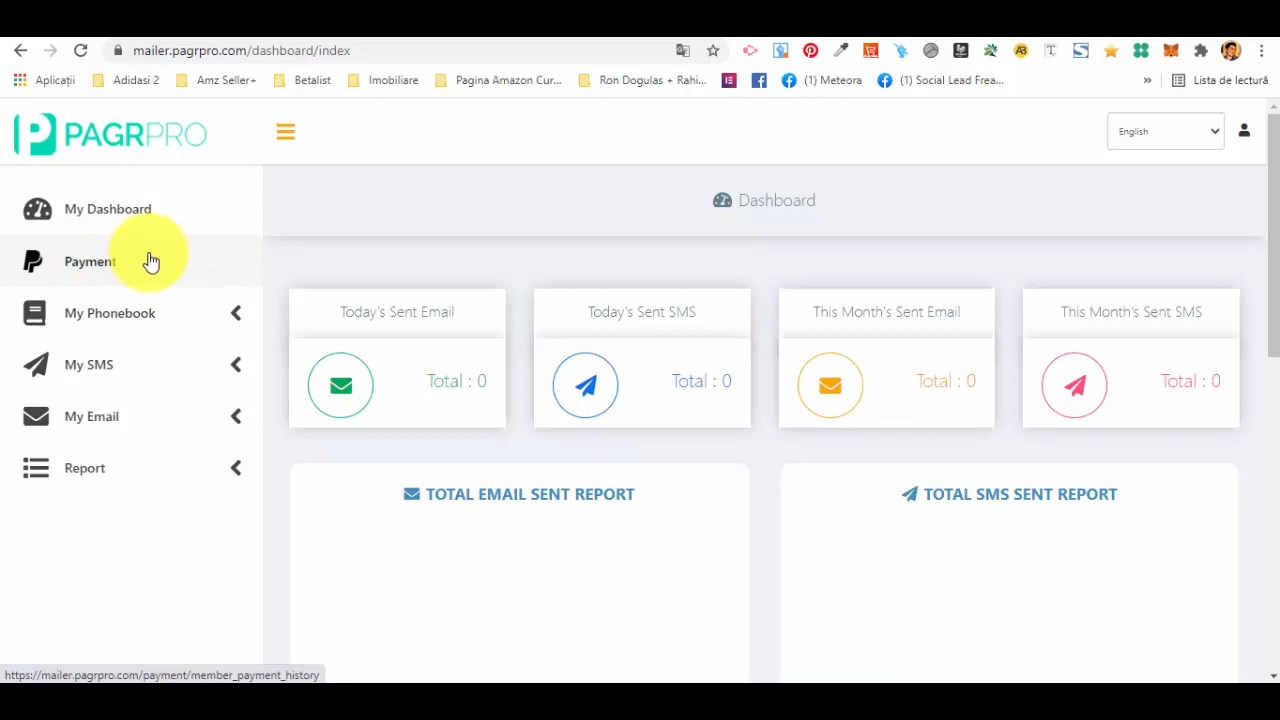 mailer.pagrpro.com/dashboard/index
Aplicații
Adidasi 2
Amz Seller+
Betalist
Imobiliare
Pagina Amazon Cur...
Ron Dogulas + Rahi...
(1) Meteora
(1) Social Lead Frea...
»
Lista de lectură
PAGRPRO
English
My Dashboard
Payment
My Phonebook
My SMS
My Email
Report
Dashboard
Today's Sent Email
Total : 0
Today's Sent SMS
Total : 0
This Month's Sent Email
Total : 0
This Month's Sent SMS
Total : 0
TOTAL EMAIL SENT REPORT
TOTAL SMS SENT REPORT
https://mailer.pagrpro.com/payment/member_payment_history